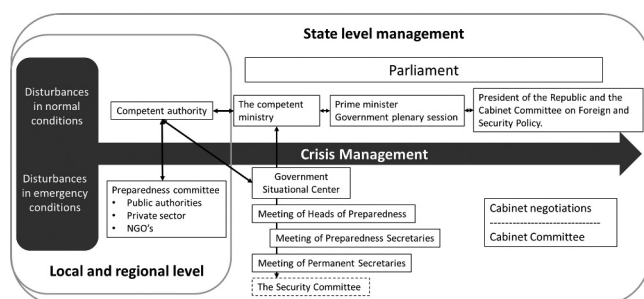 State level management
Parliament
Disturbances
in normal
conditions
Competent authority
The competent
ministry
Prime minister
Government plenary session
President of the Republic and the
Cabinet Committee on Foreign and
Security Policy.
Crisis Management
Disturbances
in emergency
conditions
Preparedness committee
• Public authorities
• Private sector
• NGO's
Government
Situational Center
Meeting of Heads of Preparedness
Meeting of Preparedness Secretaries
Meeting of Permanent Secretaries
The Security Committee
Cabinet negotiations
Cabinet Committee
Local and regional level